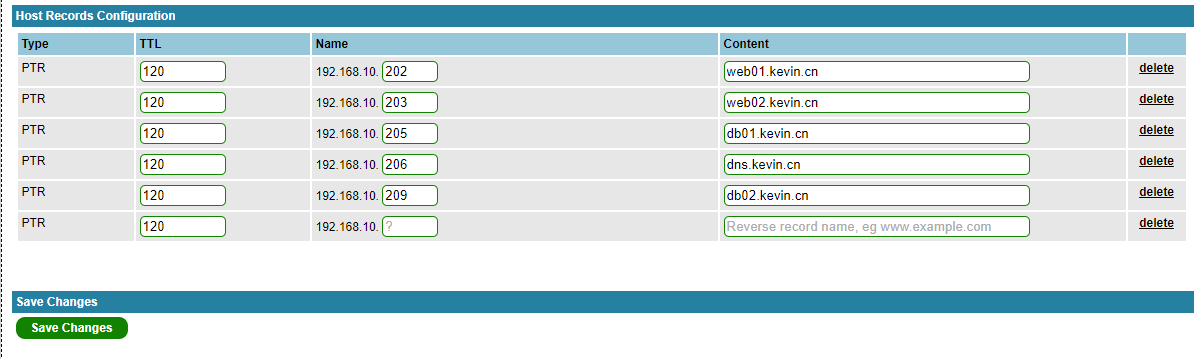 Host Records Configuration
Type TTL Name Content
PTR 120 192.168.10. 202 web01.kevin.cn delete
PTR 120 192.168.10. 203 web02.kevin.cn delete
PTR 120 192.168.10. 205 db01.kevin.cn delete
PTR 120 192.168.10. 206 dns.kevin.cn delete
PTR 120 192.168.10. 209 db02.kevin.cn delete
PTR 120 192.168.10. ? Reverse record name, eg www.example.com delete
Save Changes
Save Changes